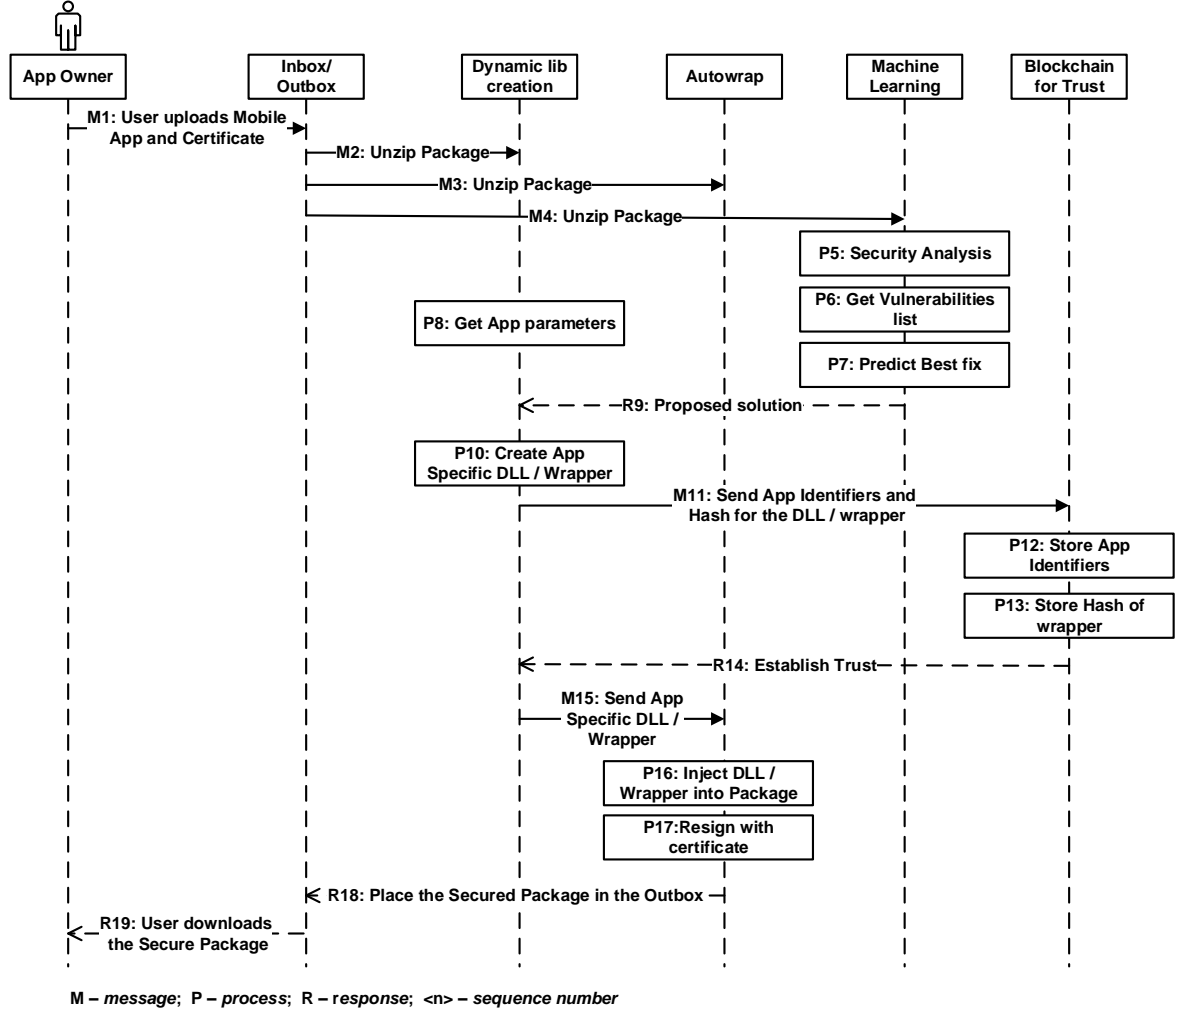 App Owner
Inbox/
Outbox
Dynamic lib
creation
Autowrap
Machine
Learning
Blockchain
for Trust
M1: User uploads Mobile
App and Certificate
M2: Unzip Package
M3: Unzip Package
M4: Unzip Package
P5: Security Analysis
P6: Get Vulnerabilities
list
P8: Get App parameters
P7: Predict Best fix
R9: Proposed solution
P10: Create App
Specific DLL / Wrapper
M11: Send App Identifiers and
Hash for the DLL / wrapper
P12: Store App
Identifiers
P13: Store Hash of
wrapper
R14: Establish Trust
M15: Send App
Specific DLL /
Wrapper
P16: Inject DLL /
Wrapper into Package
P17:Resign with
certificate
R18: Place the Secured Package in the Outbox
R19: User downloads
the Secure Package
M – message; P – process; R – response; <n> – sequence number